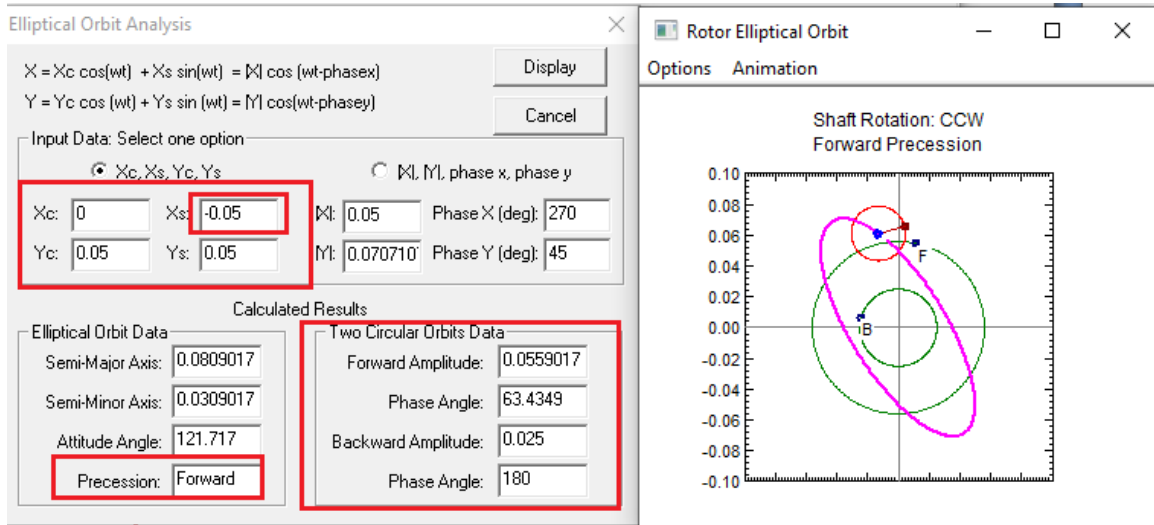 Elliptical Orbit Analysis
X = Xc cos(wt) + Xs sin(wt) = |X| cos (wt-phasex)
Y = Yc cos (wt) + Ys sin (wt) = |Y| cos(wt-phasey)
Display
Cancel
Input Data: Select one option
Xc, Xs, Yc, Ys
|X|, |Y|, phase x, phase y
Xc: 0 Xs: -0.05 |X|: 0.05 Phase X (deg): 270
Yc: 0.05 Ys: 0.05 |Y|: 0.070710 Phase Y (deg): 45
Calculated Results
Elliptical Orbit Data
Semi-Major Axis: 0.0809017
Semi-Minor Axis: 0.0309017
Attitude Angle: 121.717
Precession: Forward
Two Circular Orbits Data
Forward Amplitude: 0.0559017
Phase Angle: 63.4349
Backward Amplitude: 0.025
Phase Angle: 180
Rotor Elliptical Orbit
Options Animation
Shaft Rotation: CCW
Forward Precession
0.10
0.08
0.06
F
0.04
0.02
0.00
B
-0.02
-0.04
-0.06
-0.08
-0.10